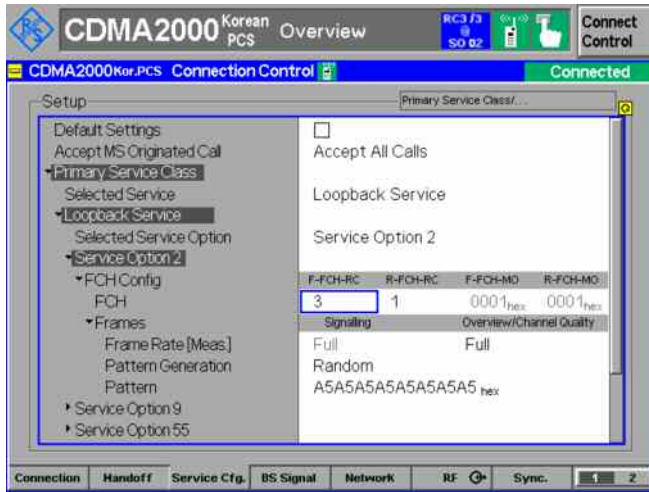 CDMA2000 Korean PCS Overview
RC3/3
SO 02
Connect Control
CDMA2000Kor.PCS Connection Control Connected
Setup Primary Service Class/...
Default Settings
Accept MS Originated Call Accept All Calls
Primary Service Class
Selected Service Loopback Service
Loopback Service
Selected Service Option Service Option 2
Service Option 2
FCH Config F-FCH-RC R-FCH-RC F-FCH-MO R-FCH-MO
FCH 3 1 0001hex 0001hex
Frames Signalling Overview/Channel Quality
Frame Rate [Meas.] Full Full
Pattern Generation Random
Pattern A5A5A5A5A5A5A5A5 hex
Service Option 9
Service Option 55
Connection Handoff Service Cfg. BS Signal Network RF Sync. 1 2